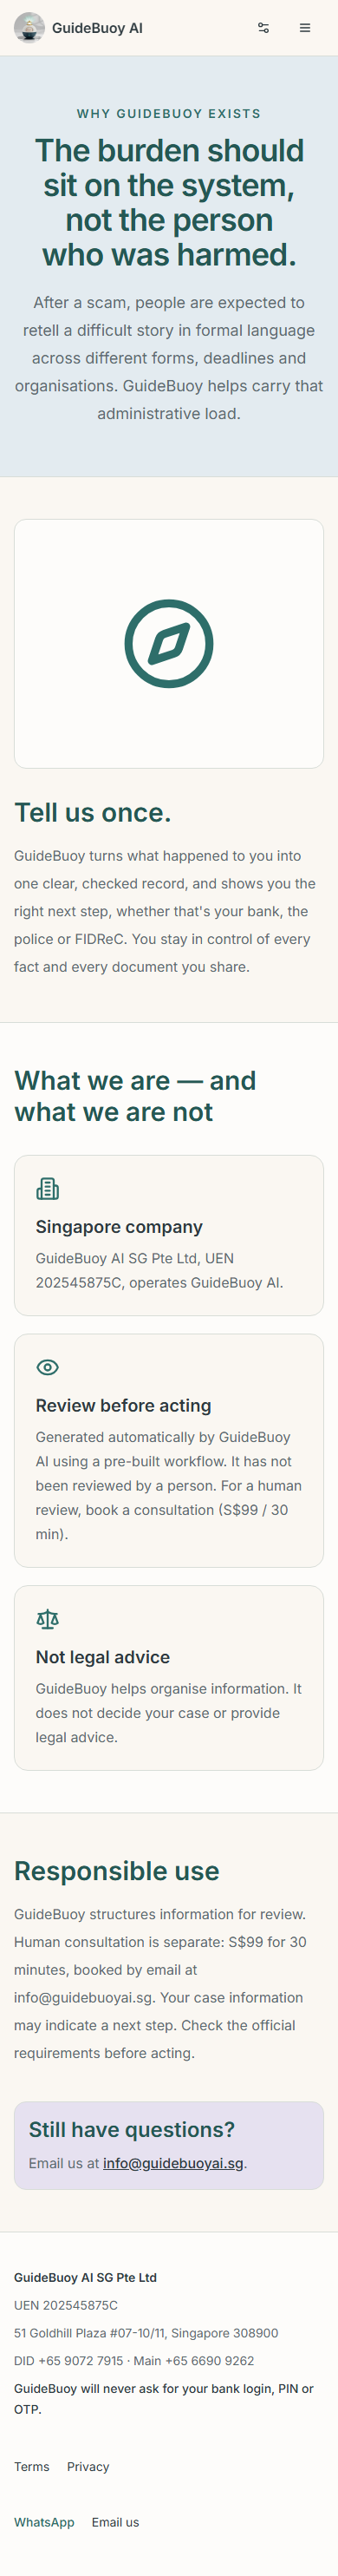 GuideBuoy AI
WHY GUIDEBUOY EXISTS
The burden should
sit on the system,
not the person
who was harmed.
After a scam, people are expected to
retell a difficult story in formal language
across different forms, deadlines and
organisations. GuideBuoy helps carry that
administrative load.
Tell us once.
GuideBuoy turns what happened to you into
one clear, checked record, and shows you the
right next step, whether that's your bank, the
police or FIDReC. You stay in control of every
fact and every document you share.
What we are — and
what we are not
Singapore company
GuideBuoy AI SG Pte Ltd, UEN
202545875C, operates GuideBuoy AI.
Review before acting
Generated automatically by GuideBuoy
AI using a pre-built workflow. It has not
been reviewed by a person. For a human
review, book a consultation (S$99 / 30
min).
Not legal advice
GuideBuoy helps organise information. It
does not decide your case or provide
legal advice.
Responsible use
GuideBuoy structures information for review.
Human consultation is separate: S$99 for 30
minutes, booked by email at
info@guidebuoyai.sg. Your case information
may indicate a next step. Check the official
requirements before acting.
Still have questions?
Email us at info@guidebuoyai.sg.
GuideBuoy AI SG Pte Ltd
UEN 202545875C
51 Goldhill Plaza #07-10/11, Singapore 308900
DID +65 9072 7915 · Main +65 6690 9262
GuideBuoy will never ask for your bank login, PIN or
OTP.
Terms Privacy
WhatsApp Email us